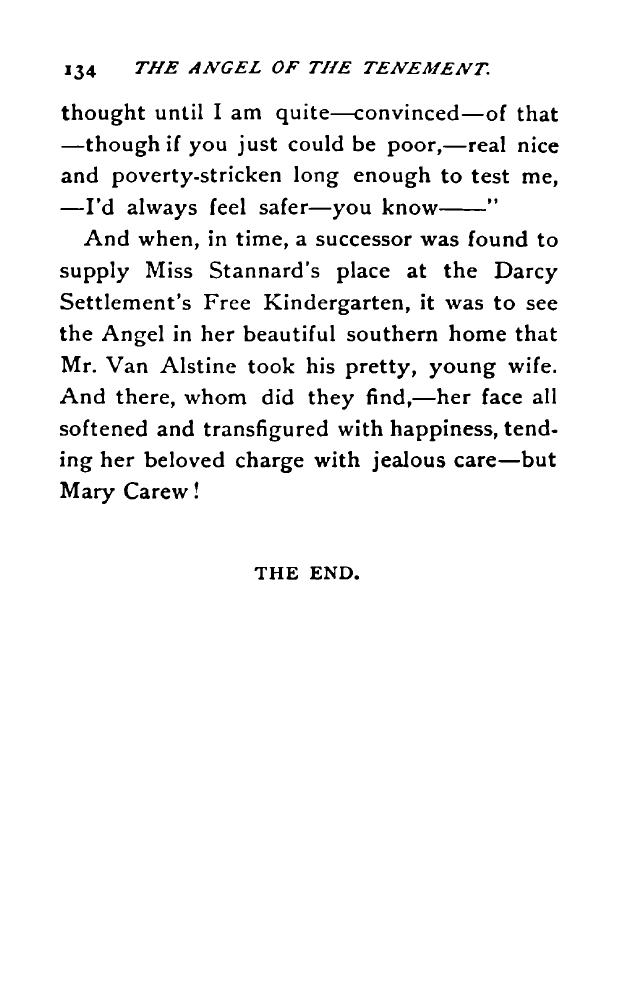 134 THE ANGEL OF THE TENEMENT.
thought until I am quite—convinced—of that
—though if you just could be poor,—real nice
and poverty-stricken long enough to test me,
—I'd always feel safer—you know——"
And when, in time, a successor was found to
supply Miss Stannard's place at the Darcy
Settlement's Free Kindergarten, it was to see
the Angel in her beautiful southern home that
Mr. Van Alstine took his pretty, young wife.
And there, whom did they find,—her face all
softened and transfigured with happiness, tend-
ing her beloved charge with jealous care—but
Mary Carew!
THE END.